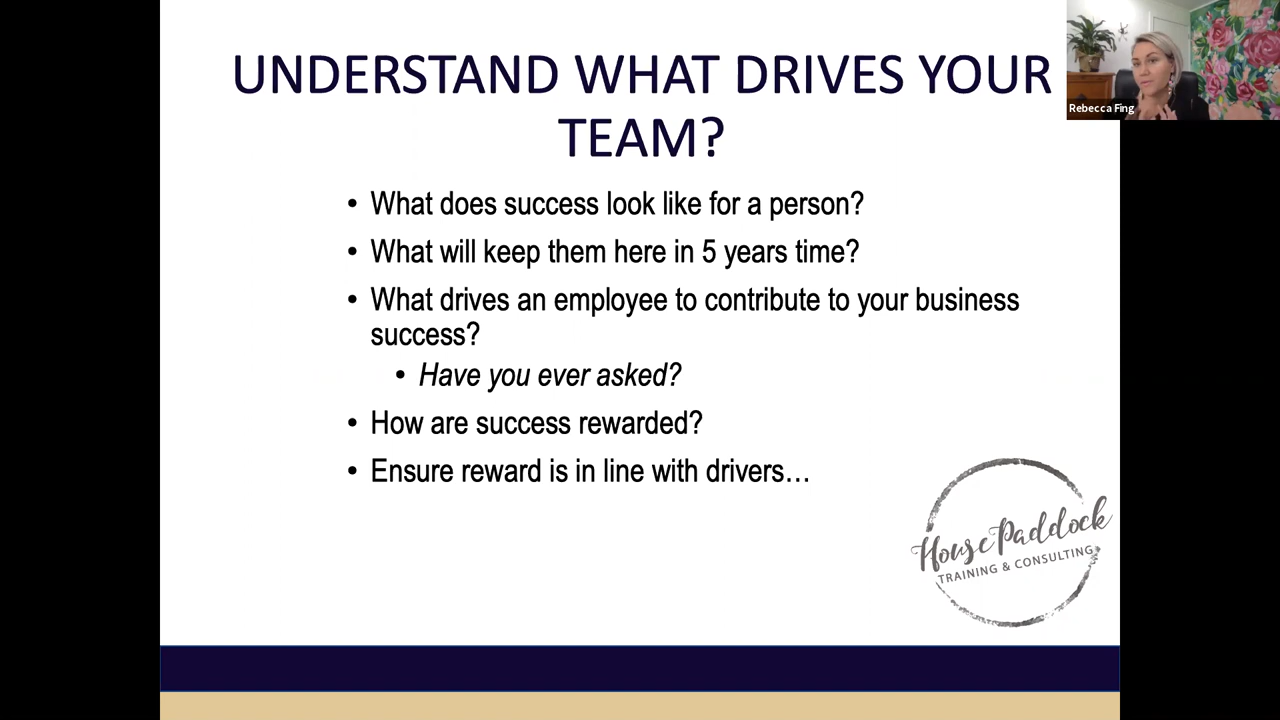 UNDERSTAND WHAT DRIVES YOUR
TEAM?
Rebecca Fing
• What does success look like for a person?
• What will keep them here in 5 years time?
• What drives an employee to contribute to your business
success?
• Have you ever asked?
• How are success rewarded?
• Ensure reward is in line with drivers…
House Paddock
TRAINING & CONSULTING